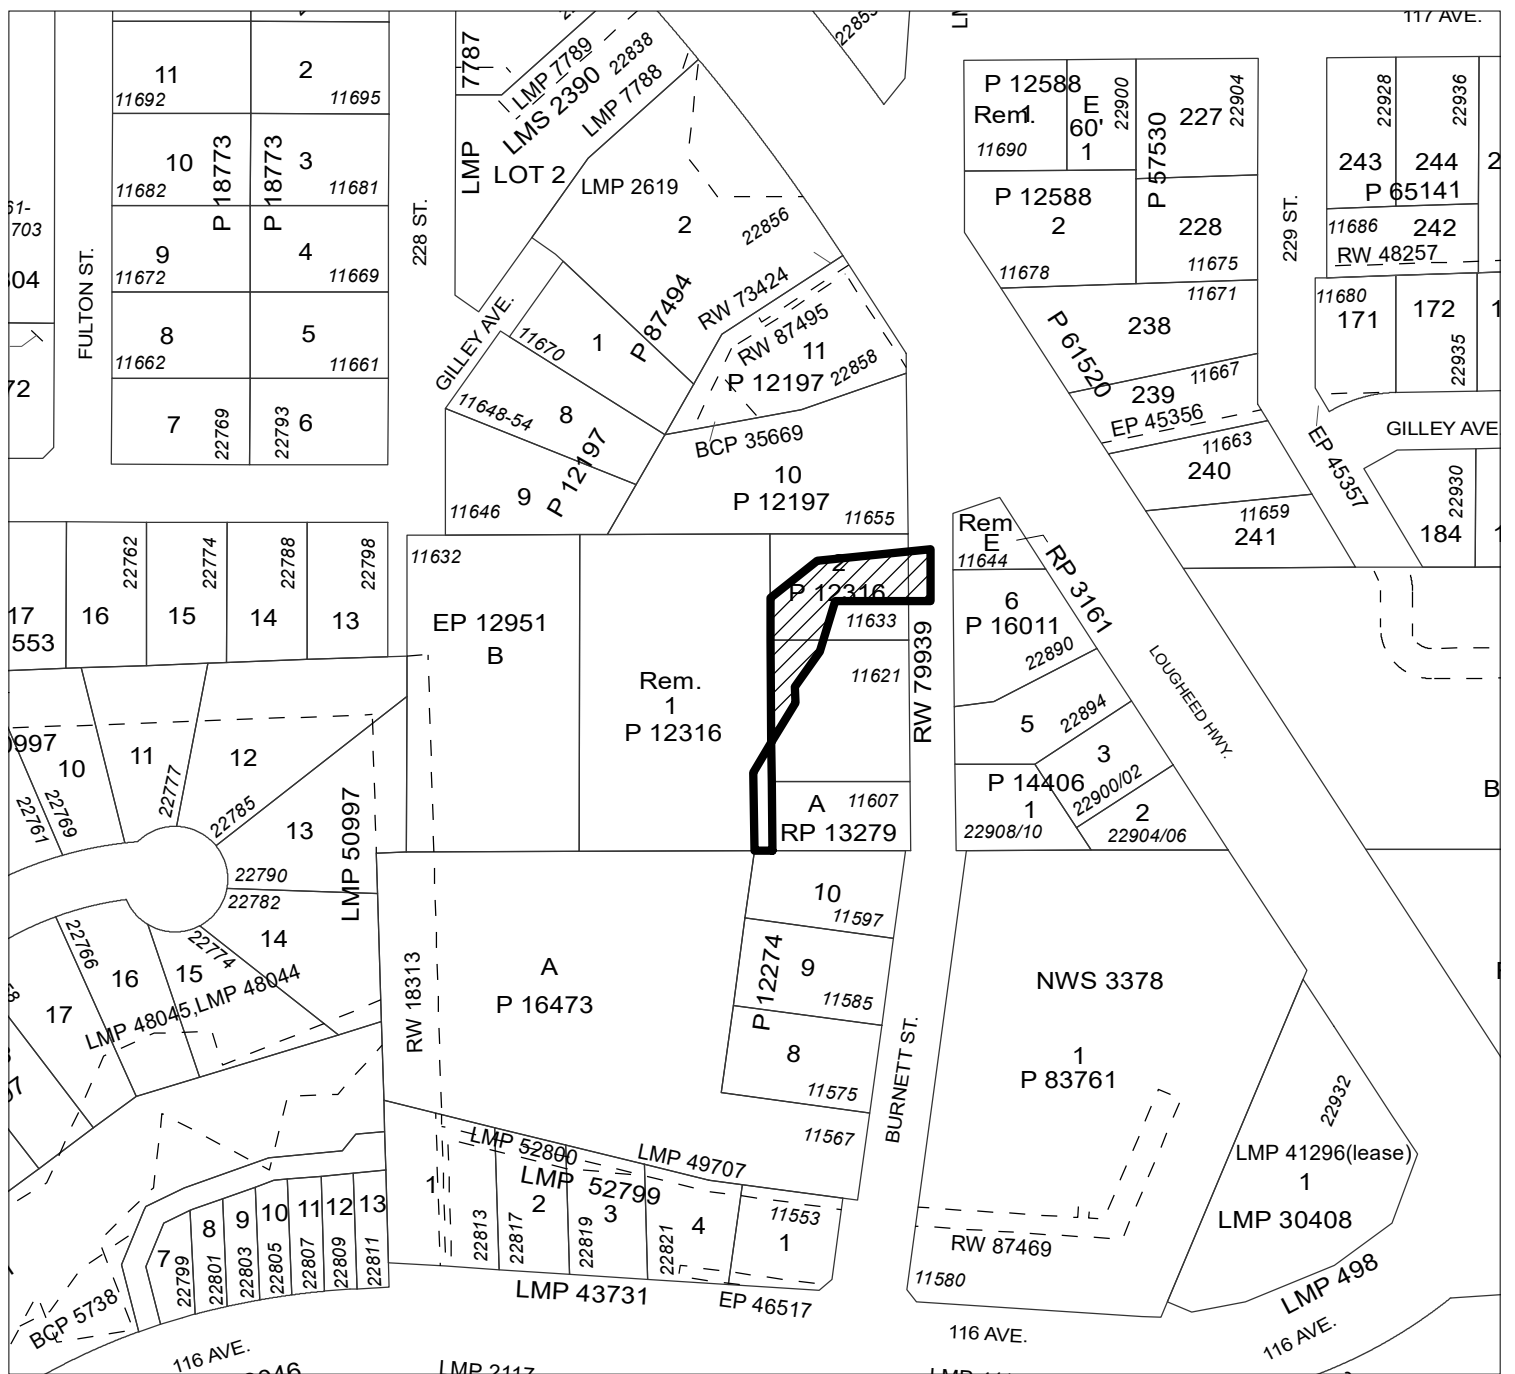 117 AVE.
11
11692
2
11695
10
11682
P 18773
P 18773
3
11681
9
11672
4
11669
8
11662
5
11661
7
22769
22793
6
FULTON ST.
228 ST.
61-
703
304
72
7787
LMP
LMP 7789
22838
LMS 2390
LMP 7788
LOT 2
LMP 2619
2
22856
22853
P 87494
RW 73424
RW 87495
11
P 12197
22858
GILLEY AVE.
11670
1
11648-54
8
P 12197
9
11646
BCP 35669
10
P 12197
11655
P 12588
Rem.
1
11690
E
60'
1
22900
P 57530
227
22904
P 12588
2
11678
228
11675
229 ST.
22928
22936
243
244
P 65141
11686
242
RW 48257
11680
171
172
22935
11671
238
P 61520
11667
239
EP 45356
11663
240
11659
241
EP 45357
GILLEY AVE
22930
184
17
553
16
22762
15
22774
14
22788
13
22798
11632
EP 12951
B
Rem.
1
P 12316
2
P 12316
11633
11621
RW 79939
A
11607
RP 13279
Rem
E
11644
RP 3161
6
P 16011
22890
5
22894
3
P 14406
1
22900/02
2
22908/10
22904/06
LOUGHEED HWY.
B
0997
10
11
12
22761
22769
22777
22785
13
22790
22782
LMP 50997
14
22766
22774
16
15
17
LMP 48045,LMP 48044
RW 18313
A
P 16473
10
11597
P 12274
9
11585
8
11575
11567
BURNETT ST.
NWS 3378
1
P 83761
22932
LMP 41296(lease)
1
LMP 30408
LMP 498
RW 87469
11580
LMP 52800
LMP 49707
LMP 52799
1
2
3
4
11553
1
22813
22817
22819
22821
LMP 43731
EP 46517
7
8
9
10
11
12
13
22799
22801
22803
22805
22807
22809
22811
BCP 5738
116 AVE.
116 AVE.
116 AVE.
LMP 2117